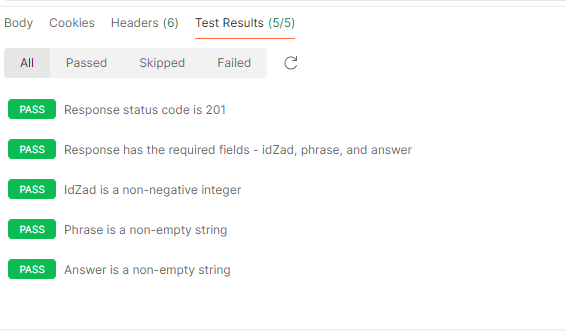 Body Cookies Headers (6) Test Results (5/5)
All Passed Skipped Failed
PASS Response status code is 201
PASS Response has the required fields - idZad, phrase, and answer
PASS IdZad is a non-negative integer
PASS Phrase is a non-empty string
PASS Answer is a non-empty string